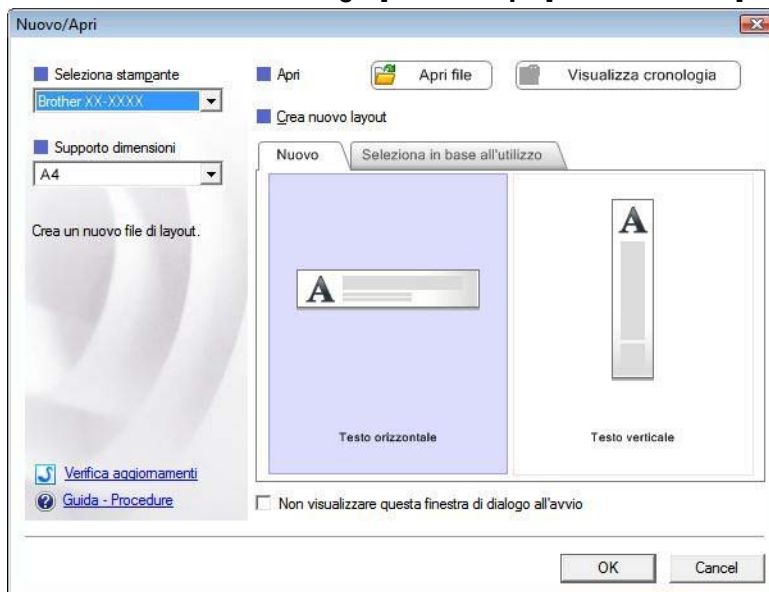 Nuovo/Apri
Seleziona stampante
Brother XX-XXXX
Supporto dimensioni
A4
Crea un nuovo file di layout.
Verifica aggiornamenti
Guida - Procedure
Apri
Apri file
Visualizza cronologia
Crea nuovo layout
Nuovo
Seleziona in base all'utilizzo
A
Testo orizzontale
A
Testo verticale
Non visualizzare questa finestra di dialogo all'avvio
OK
Cancel